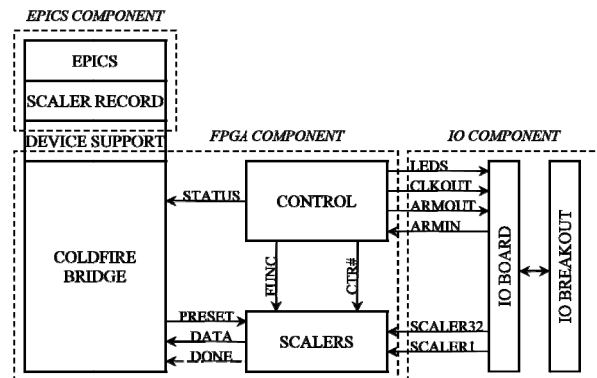 EPICS COMPONENT
EPICS
SCALER RECORD
DEVICE SUPPORT
FPGA COMPONENT
IO COMPONENT
LEDS
CLKOUT
STATUS
CONTROL
ARMOUT
ARMIN
COLDFIRE
BRIDGE
FUNC
CTR#
IO BOARD
IO BREAKOUT
PRESET
DATA
DONE
SCALERS
SCALER32
SCALER1